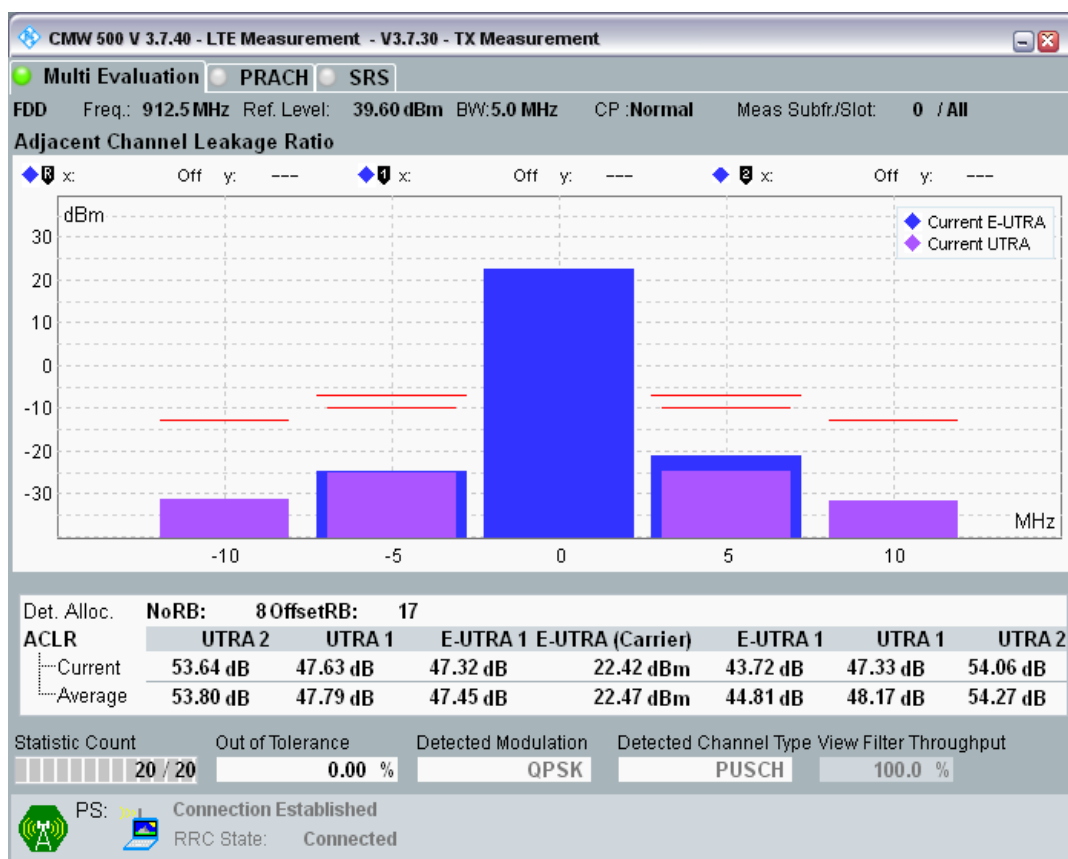 CMW 500 V 3.7.40 - LTE Measurement - V3.7.30 - TX Measurement
Multi Evaluation PRACH SRS
FDD Freq.: 912.5 MHz Ref. Level: 39.60 dBm BW:5.0 MHz CP :Normal Meas Subfr./Slot: 0 / All
Adjacent Channel Leakage Ratio
R x: Off y: --- 1 x: Off y: --- 2 x: Off y: ---
dBm
Current E-UTRA
Current UTRA
30
20
10
0
-10
-20
-30
MHz
-10 -5 0 5 10
Det. Alloc. NoRB: 8 OffsetRB: 17
ACLR UTRA 2 UTRA 1 E-UTRA 1 E-UTRA (Carrier) E-UTRA 1 UTRA 1 UTRA 2
Current 53.64 dB 47.63 dB 47.32 dB 22.42 dBm 43.72 dB 47.33 dB 54.06 dB
Average 53.80 dB 47.79 dB 47.45 dB 22.47 dBm 44.81 dB 48.17 dB 54.27 dB
Statistic Count Out of Tolerance Detected Modulation Detected Channel Type View Filter Throughput
20 / 20 0.00 % QPSK PUSCH 100.0 %
PS: Connection Established
RRC State: Connected